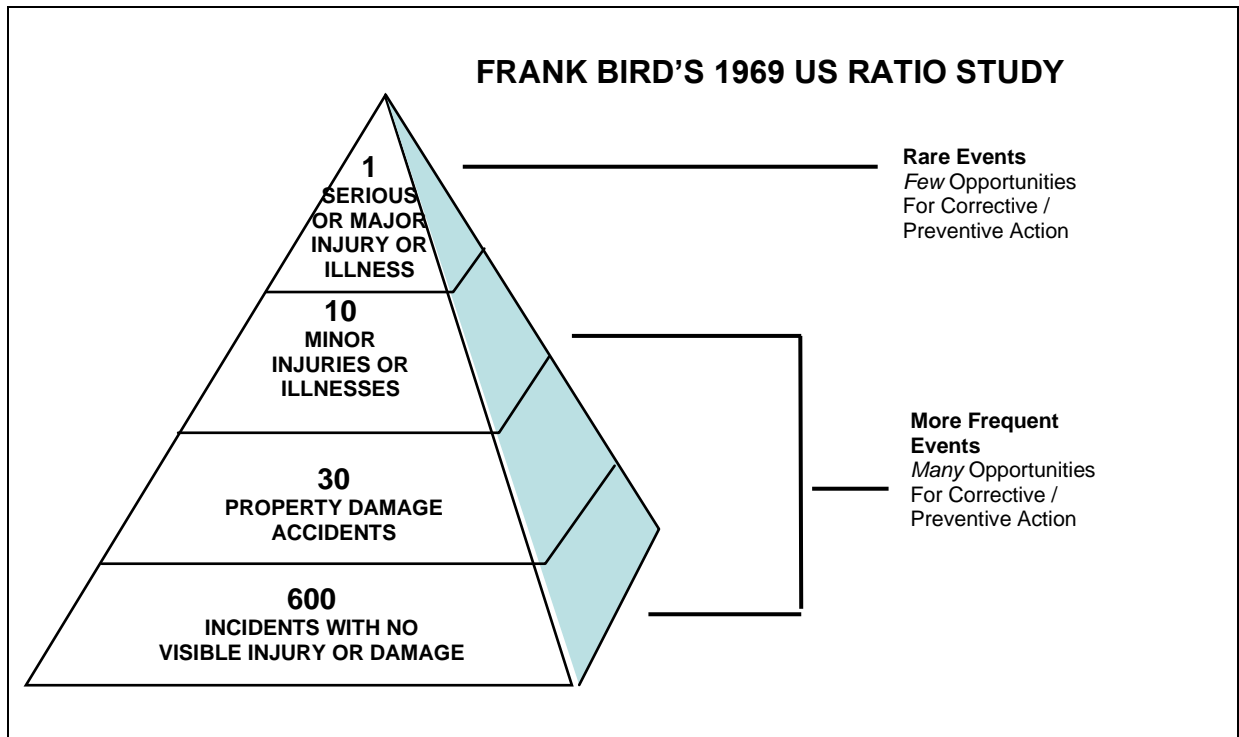 FRANK BIRD'S 1969 US RATIO STUDY
1
SERIOUS
OR MAJOR
INJURY OR
ILLNESS
Rare Events
Few Opportunities
For Corrective /
Preventive Action
10
MINOR
INJURIES OR
ILLNESSES
30
PROPERTY DAMAGE
ACCIDENTS
More Frequent
Events
Many Opportunities
For Corrective /
Preventive Action
600
INCIDENTS WITH NO
VISIBLE INJURY OR DAMAGE